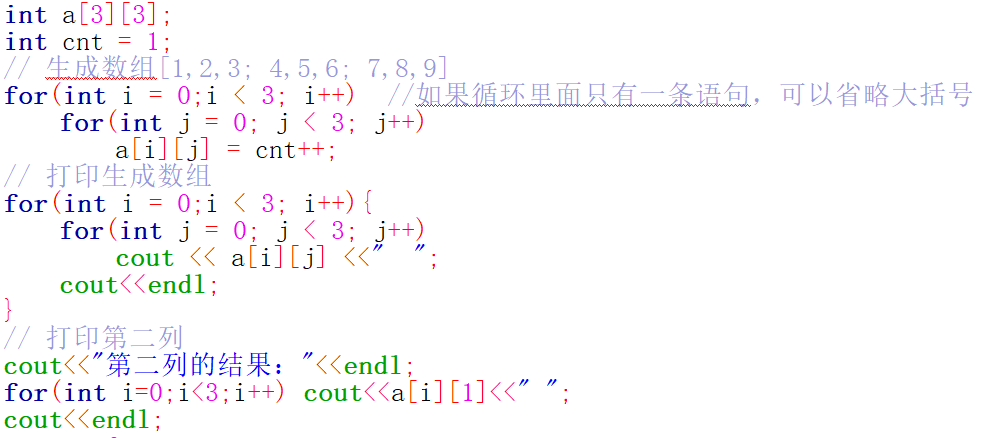 int a[3][3];
int cnt = 1;
// 生成数组[1,2,3; 4,5,6; 7,8,9]
for(int i = 0;i < 3; i++)  //如果循环里面只有一条语句，可以省略大括号
    for(int j = 0; j < 3; j++)
        a[i][j] = cnt++;
// 打印生成数组
for(int i = 0;i < 3; i++){
    for(int j = 0; j < 3; j++)
        cout << a[i][j] <<"  ";
    cout<<endl;
}
// 打印第二列
cout<<"第二列的结果："<<endl;
for(int i=0;i<3;i++) cout<<a[i][1]<<" ";
cout<<endl;